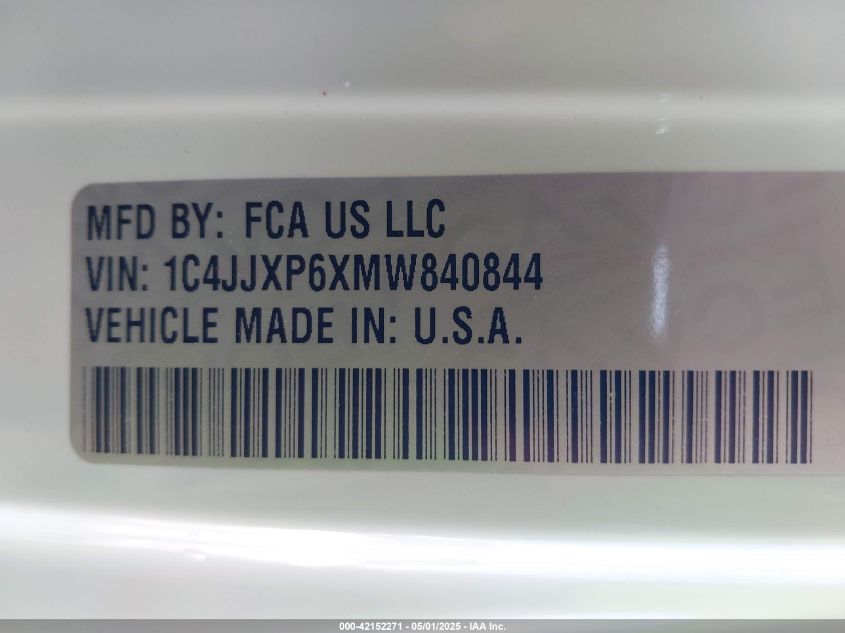 MFD BY: FCA US LLC
VIN: 1C4JJXP6XMW840844
VEHICLE MADE IN: U.S.A.
000-42152271 - 05/01/2025 - IAA Inc.